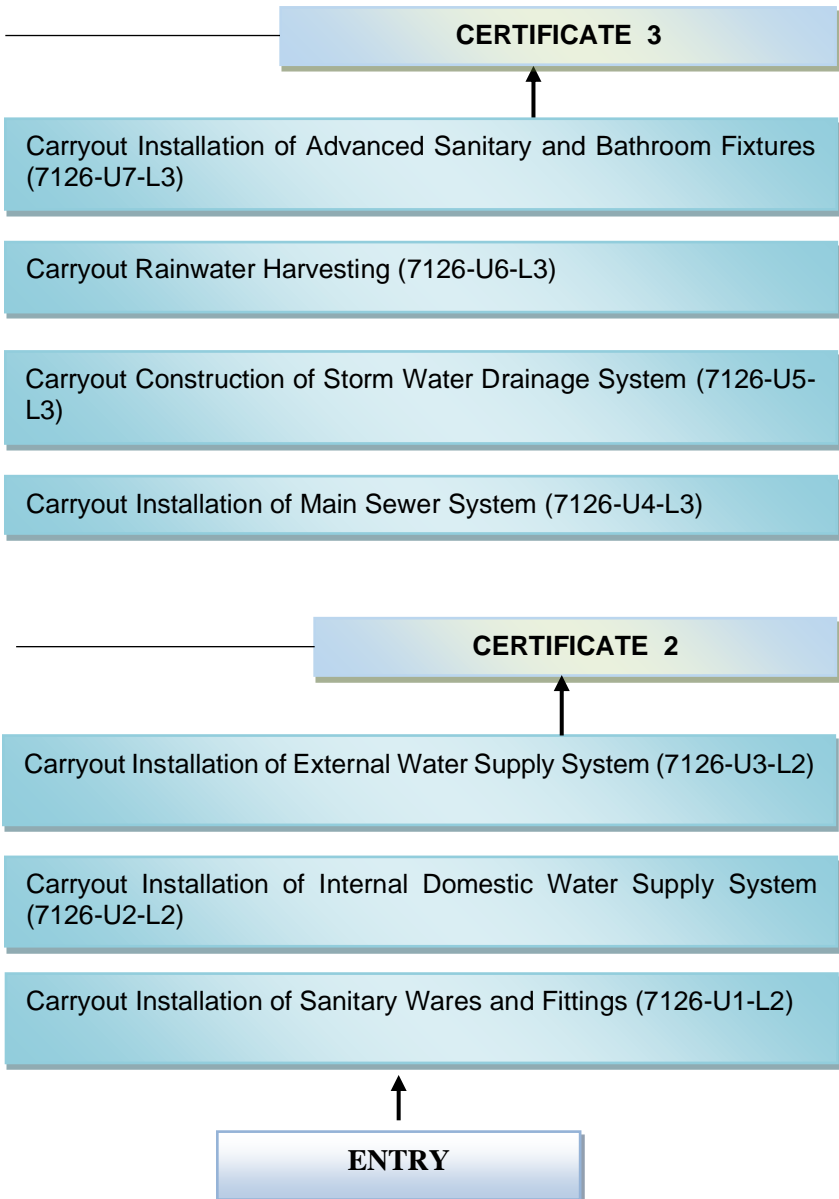 CERTIFICATE 3
Carryout Installation of Advanced Sanitary and Bathroom Fixtures
(7126-U7-L3)
Carryout Rainwater Harvesting (7126-U6-L3)
Carryout Construction of Storm Water Drainage System (7126-U5-
L3)
Carryout Installation of Main Sewer System (7126-U4-L3)
CERTIFICATE 2
Carryout Installation of External Water Supply System (7126-U3-L2)
Carryout Installation of Internal Domestic Water Supply System
(7126-U2-L2)
Carryout Installation of Sanitary Wares and Fittings (7126-U1-L2)
ENTRY